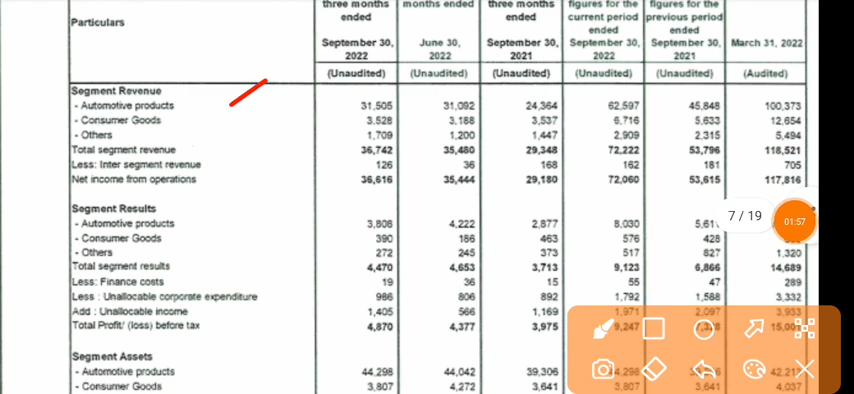 three months months ended three months figures for the figures for the
Particulars ended ended current period previous period
ended ended
September 30, June 30, September 30, September 30, September 30, March 31, 2022
2022 2022 2021 2022 2021
(Unaudited) (Unaudited) (Unaudited) (Unaudited) (Unaudited) (Audited)
Segment Revenue
- Automotive products 31,505 31,092 24,364 62,597 45,848 100,373
- Consumer Goods 3,528 3,188 3,537 6,716 5,633 12,654
- Others 1,709 1,200 1,447 2,909 2,315 5,494
Total segment revenue 36,742 35,480 29,348 72,222 53,796 118,521
Less: Inter segment revenue 126 36 168 162 181 705
Net income from operations 36,616 35,444 29,180 72,060 53,615 117,816
Segment Results
- Automotive products 3,808 4,222 2,877 8,030
- Consumer Goods 390 186 463 576 428
- Others 272 245 373 517 827 1,320
Total segment results 4,470 4,653 3,713 9,123 6,866 14,689
Less: Finance costs 19 36 15 55 47 289
Less : Unallocable corporate expenditure 986 806 892 1,792 1,588 3,332
Add : Unallocable income 1,405 566 1,169 1,971 2,097 3,933
Total Profit/ (loss) before tax 4,870 4,377 3,975 9,247
Segment Assets
- Automotive products 44,298 44,042 39,306 44,298
- Consumer Goods 3,807 4,272 3,641 3,807 3,641 4,037
7 / 19
01:57